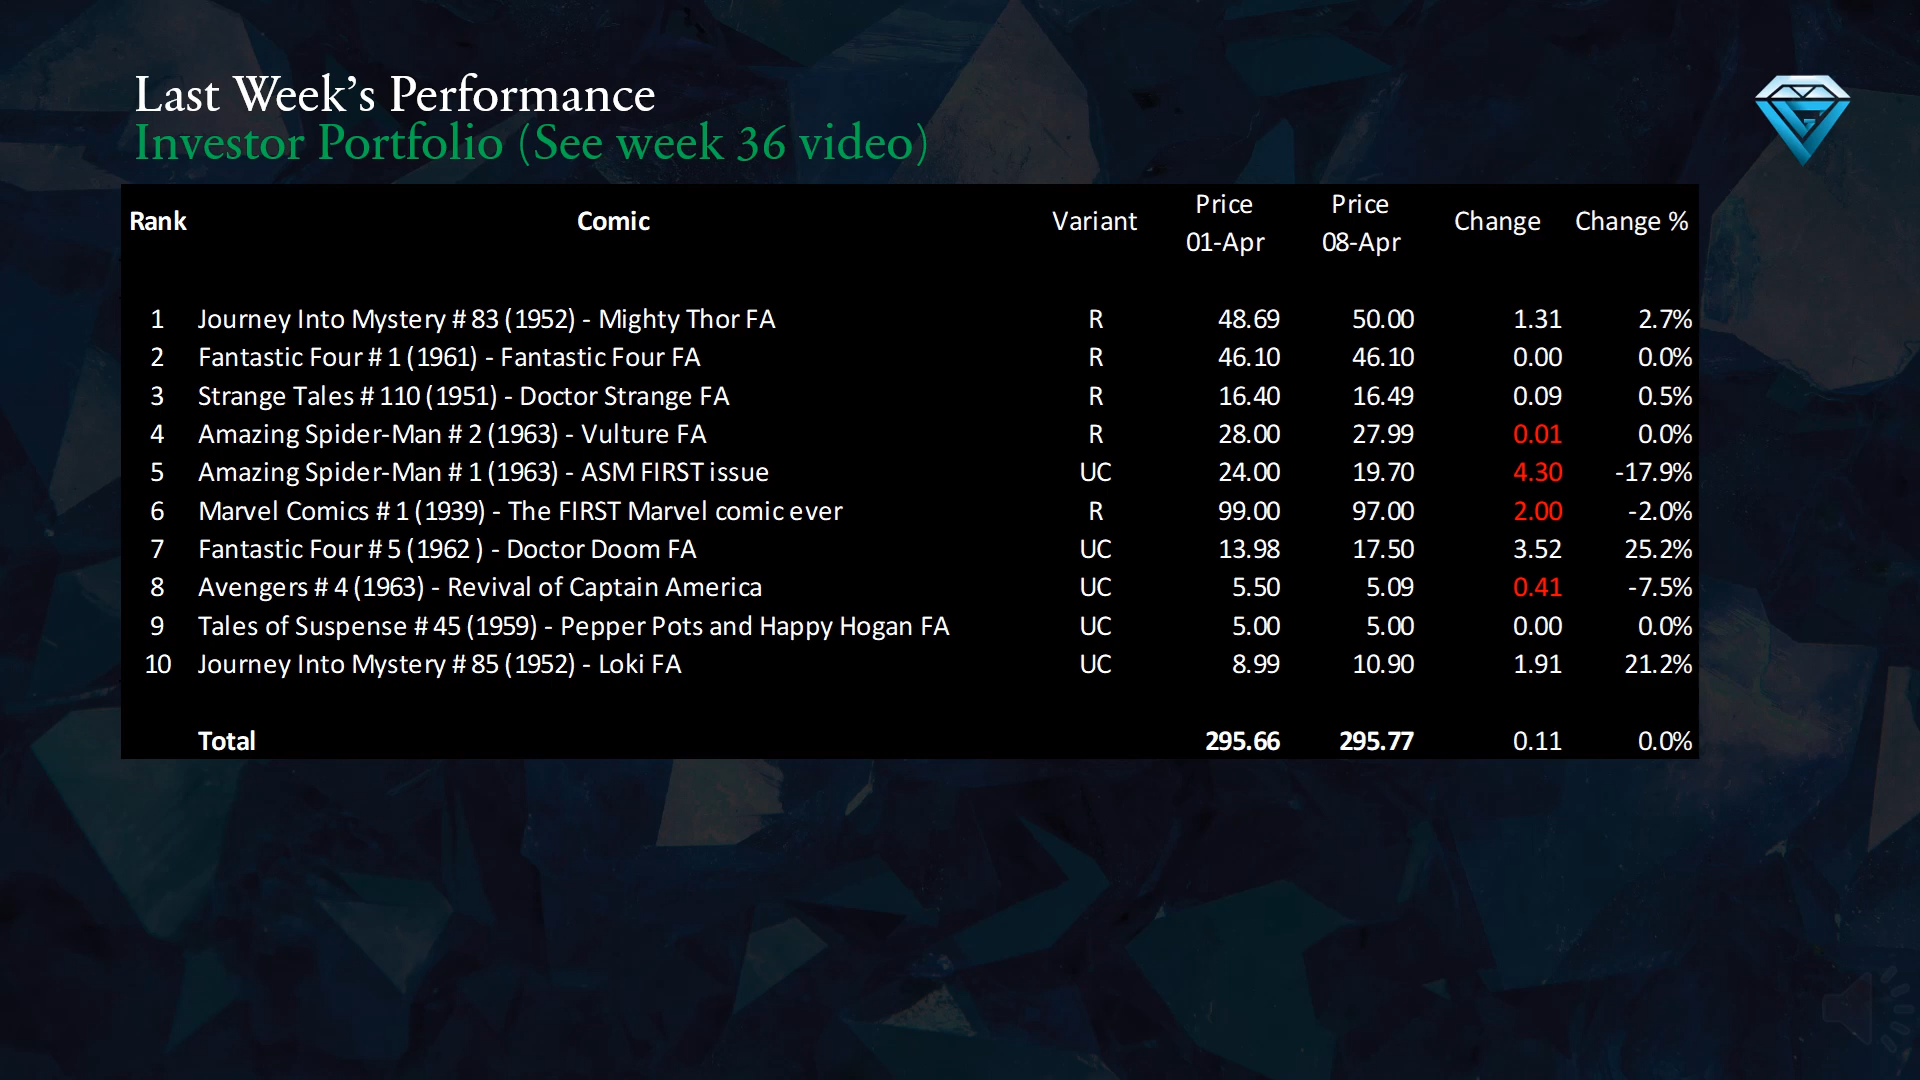 Last Week’s Performance
Investor Portfolio (See week 36 video)
Rank Comic Variant Price 01-Apr Price 08-Apr Change Change %
1 Journey Into Mystery # 83 (1952) - Mighty Thor FA R 48.69 50.00 1.31 2.7%
2 Fantastic Four # 1 (1961) - Fantastic Four FA R 46.10 46.10 0.00 0.0%
3 Strange Tales # 110 (1951) - Doctor Strange FA R 16.40 16.49 0.09 0.5%
4 Amazing Spider-Man # 2 (1963) - Vulture FA R 28.00 27.99 0.01 0.0%
5 Amazing Spider-Man # 1 (1963) - ASM FIRST issue UC 24.00 19.70 4.30 -17.9%
6 Marvel Comics # 1 (1939) - The FIRST Marvel comic ever R 99.00 97.00 2.00 -2.0%
7 Fantastic Four # 5 (1962 ) - Doctor Doom FA UC 13.98 17.50 3.52 25.2%
8 Avengers # 4 (1963) - Revival of Captain America UC 5.50 5.09 0.41 -7.5%
9 Tales of Suspense # 45 (1959) - Pepper Pots and Happy Hogan FA UC 5.00 5.00 0.00 0.0%
10 Journey Into Mystery # 85 (1952) - Loki FA UC 8.99 10.90 1.91 21.2%
Total 295.66 295.77 0.11 0.0%